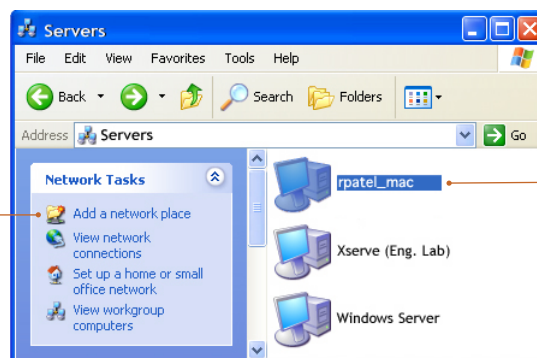 Servers
File Edit View Favorites Tools Help
Back Search Folders
Address Servers Go
Network Tasks
Add a network place
View network
connections
Set up a home or small
office network
View workgroup
computers
rpatel_mac
Xserve (Eng. Lab)
Windows Server